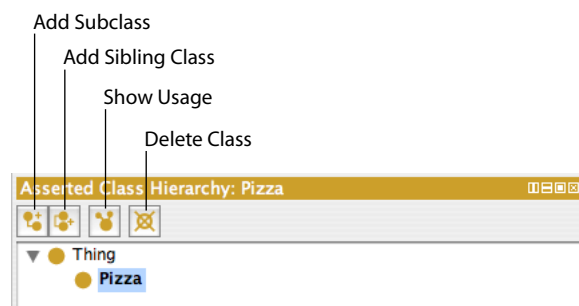 Add Subclass
Add Sibling Class
Show Usage
Delete Class
Asserted Class Hierarchy: Pizza
Thing
Pizza